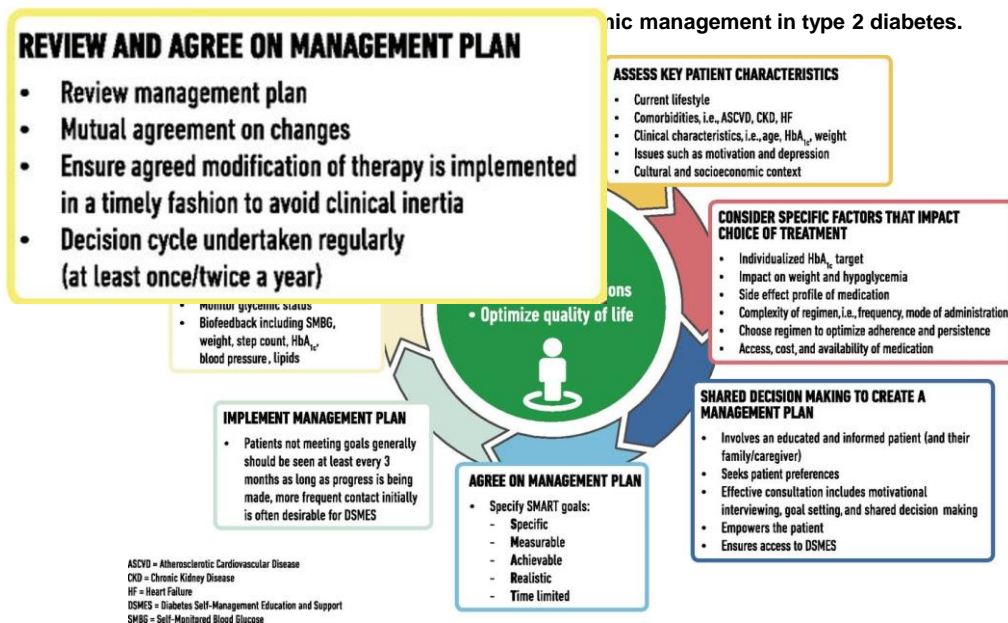 mic management in type 2 diabetes.
REVIEW AND AGREE ON MANAGEMENT PLAN
• Review management plan
• Mutual agreement on changes
• Ensure agreed modification of therapy is implemented
in a timely fashion to avoid clinical inertia
• Decision cycle undertaken regularly
(at least once/twice a year)
ASSESS KEY PATIENT CHARACTERISTICS
• Current lifestyle
• Comorbidities, i.e., ASCVD, CKD, HF
• Clinical characteristics, i.e., age, HbA1c, weight
• Issues such as motivation and depression
• Cultural and socioeconomic context
CONSIDER SPECIFIC FACTORS THAT IMPACT
CHOICE OF TREATMENT
• Individualized HbA1c target
• Impact on weight and hypoglycemia
• Side effect profile of medication
• Complexity of regimen, i.e., frequency, mode of administration
• Choose regimen to optimize adherence and persistence
• Access, cost, and availability of medication
SHARED DECISION MAKING TO CREATE A
MANAGEMENT PLAN
• Involves an educated and informed patient (and their
family/caregiver)
• Seeks patient preferences
• Effective consultation includes motivational
interviewing, goal setting, and shared decision making
• Empowers the patient
• Ensures access to DSMES
AGREE ON MANAGEMENT PLAN
• Specify SMART goals:
- Specific
- Measurable
- Achievable
- Realistic
- Time limited
IMPLEMENT MANAGEMENT PLAN
• Patients not meeting goals generally
should be seen at least every 3
months as long as progress is being
made, more frequent contact initially
is often desirable for DSMES
• Monitor glycemic status
• Biofeedback including SMBG,
weight, step count, HbA1c,
blood pressure, lipids
ons
• Optimize quality of life
ASCVD = Atherosclerotic Cardiovascular Disease
CKD = Chronic Kidney Disease
HF = Heart Failure
DSMES = Diabetes Self-Management Education and Support
SMBG = Self-Monitored Blood Glucose